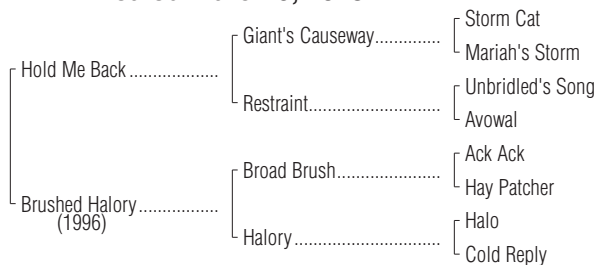 Storm Cat
Giant's Causeway..............
Mariah's Storm
Hold Me Back ...................
Unbridled's Song
Restraint............................
Avowal
Ack Ack
Broad Brush......................
Hay Patcher
Brushed Halory .................
(1996)
Halo
Halory ...............................
Cold Reply